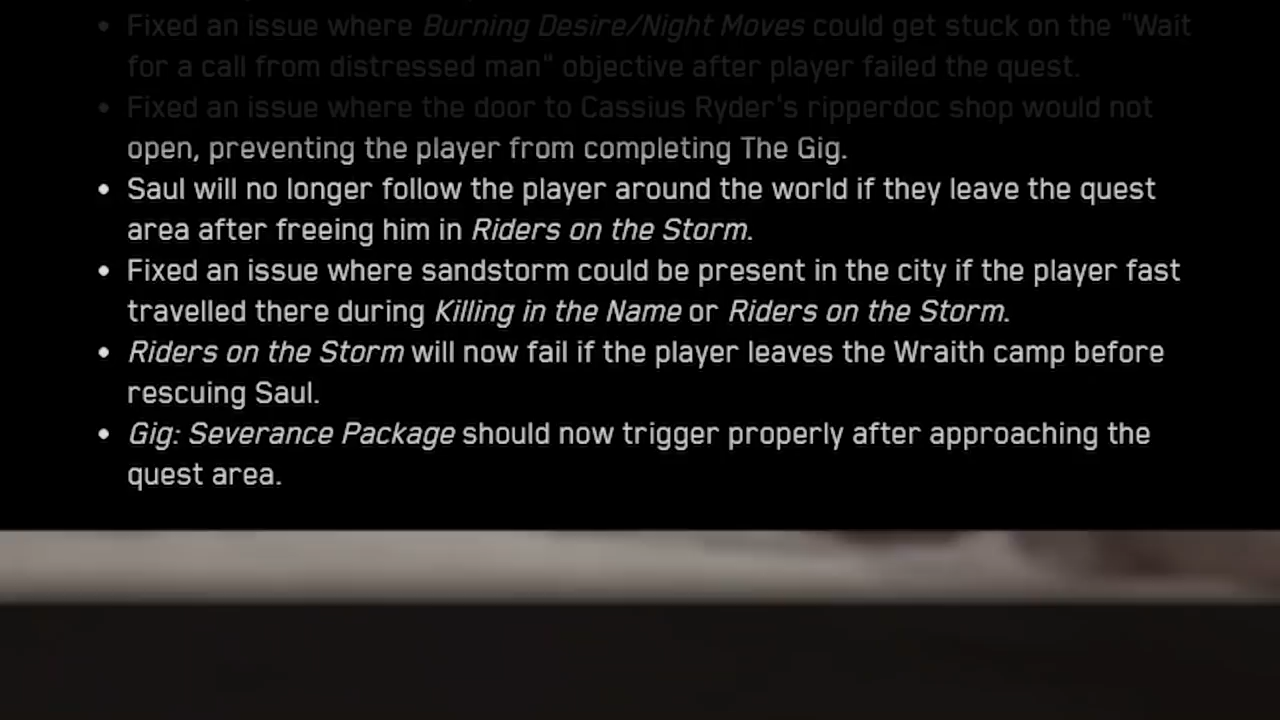 • Fixed an issue where Burning Desire/Night Moves could get stuck on the "Wait
for a call from distressed man" objective after player failed the quest.
• Fixed an issue where the door to Cassius Ryder's ripperdoc shop would not
open, preventing the player from completing The Gig.
• Saul will no longer follow the player around the world if they leave the quest
area after freeing him in Riders on the Storm.
• Fixed an issue where sandstorm could be present in the city if the player fast
travelled there during Killing in the Name or Riders on the Storm.
• Riders on the Storm will now fail if the player leaves the Wraith camp before
rescuing Saul.
• Gig: Severance Package should now trigger properly after approaching the
quest area.